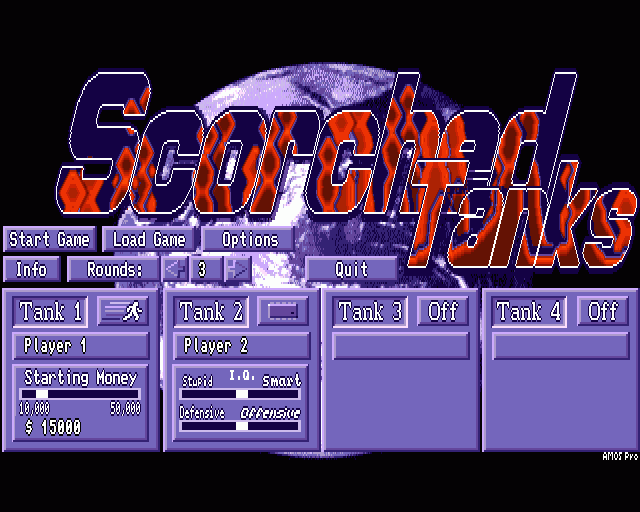 Scorched
Tanks
Start Game Load Game Options
Info Rounds: 3 Quit
Tank 1 Tank 2 Tank 3 Off Tank 4 Off
Player 1 Player 2
Starting Money
10,000 50,000
$ 15000
Stupid I.Q. Smart
Defensive Offensive
AMOS Pro